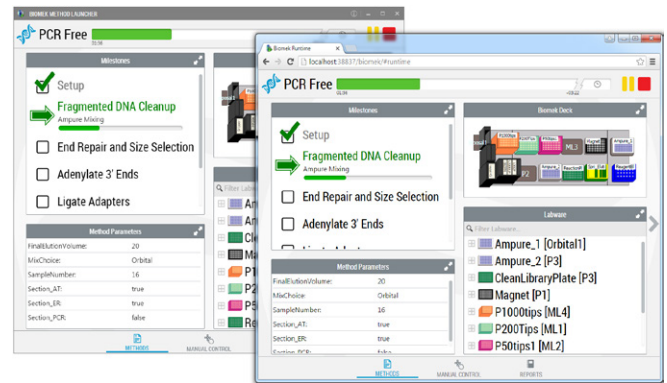 BIOMEK METHOD LAUNCHER
PCR Free
Milestones
Setup
Fragmented DNA Cleanup
Ampure Mixing
End Repair and Size Selection
Adenylate 3' Ends
Ligate Adapters
Method Parameters
FinalElutionVolume: 20
MixChoice: Orbital
SampleNumber: 16
Section_AT: true
Section_ER: true
Section_PCR: false
METHODS
MANUAL CONTROL
Biomek Runtime
localhost:38837/biomek/#runtime
PCR Free
Milestones
Setup
Fragmented DNA Cleanup
Ampure Mixing
End Repair and Size Selection
Adenylate 3' Ends
Method Parameters
FinalElutionVolume: 20
MixChoice: Orbital
SampleNumber: 16
Section_AT: true
Section_ER: true
Section_PCR: false
Biomek Deck
ML3
P2
Labware
Filter Labware...
Ampure_1 [Orbital1]
Ampure_2 [P3]
CleanLibraryPlate [P3]
Magnet [P1]
P1000tips [ML4]
P200Tips [ML1]
P50tips1 [ML2]
METHODS
MANUAL CONTROL
REPORTS